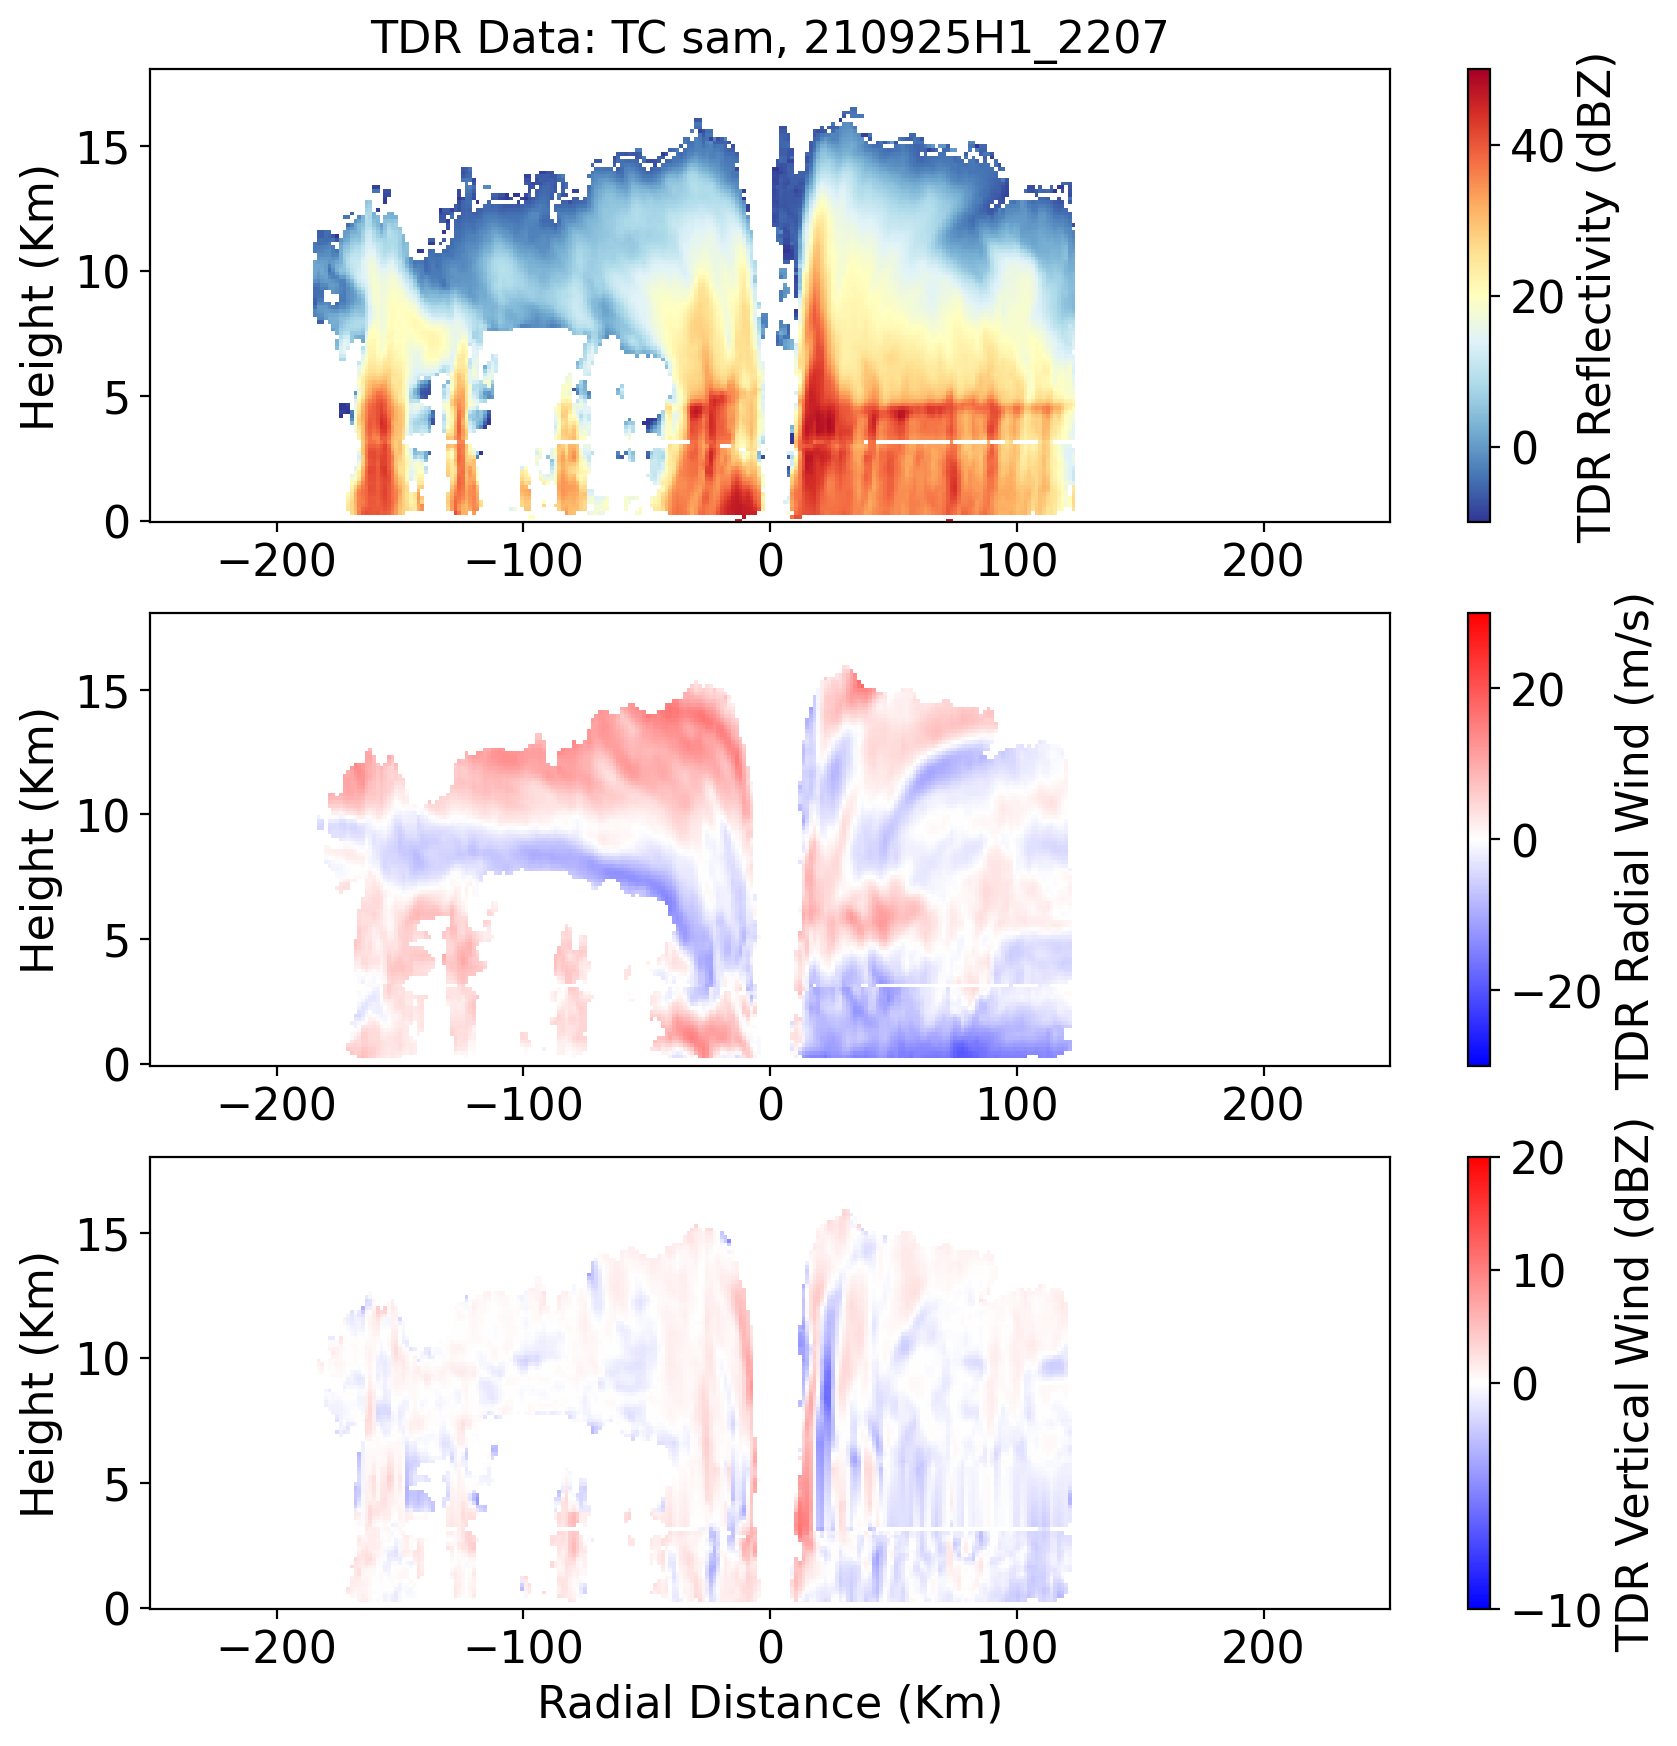 TDR Data: TC sam, 210925H1_2207
Height (Km)
15
10
5
0
−200 −100 0 100 200
40
20
0
TDR Reflectivity (dBZ)
Height (Km)
15
10
5
0
−200 −100 0 100 200
20
0
−20
TDR Radial Wind (m/s)
Height (Km)
15
10
5
0
−200 −100 0 100 200
Radial Distance (Km)
20
10
0
−10
TDR Vertical Wind (dBZ)